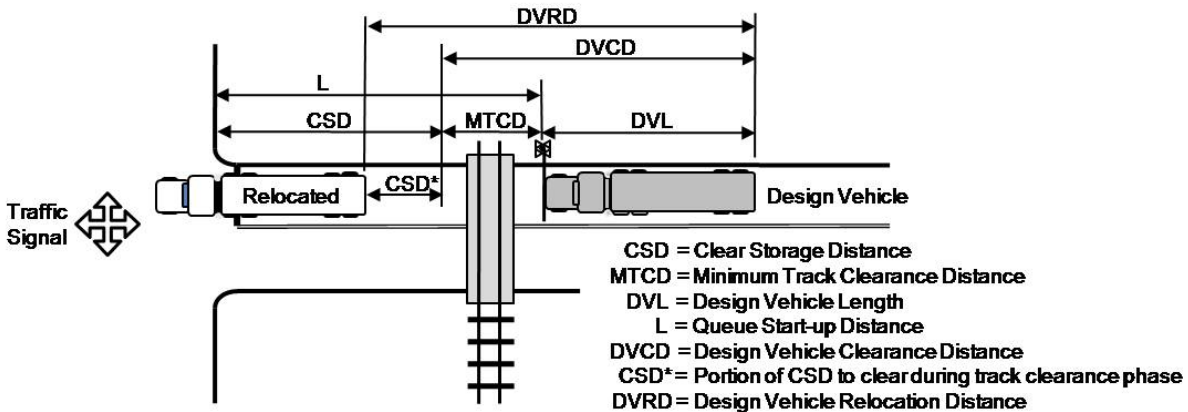 DVRD
DVCD
L
CSD
MTCD
DVL
Relocated
CSD*
Design Vehicle
Traffic
Signal
CSD = Clear Storage Distance
MTCD = Minimum Track Clearance Distance
DVL = Design Vehicle Length
L = Queue Start-up Distance
DVCD = Design Vehicle Clearance Distance
CSD* = Portion of CSD to clear during track clearance phase
DVRD = Design Vehicle Relocation Distance